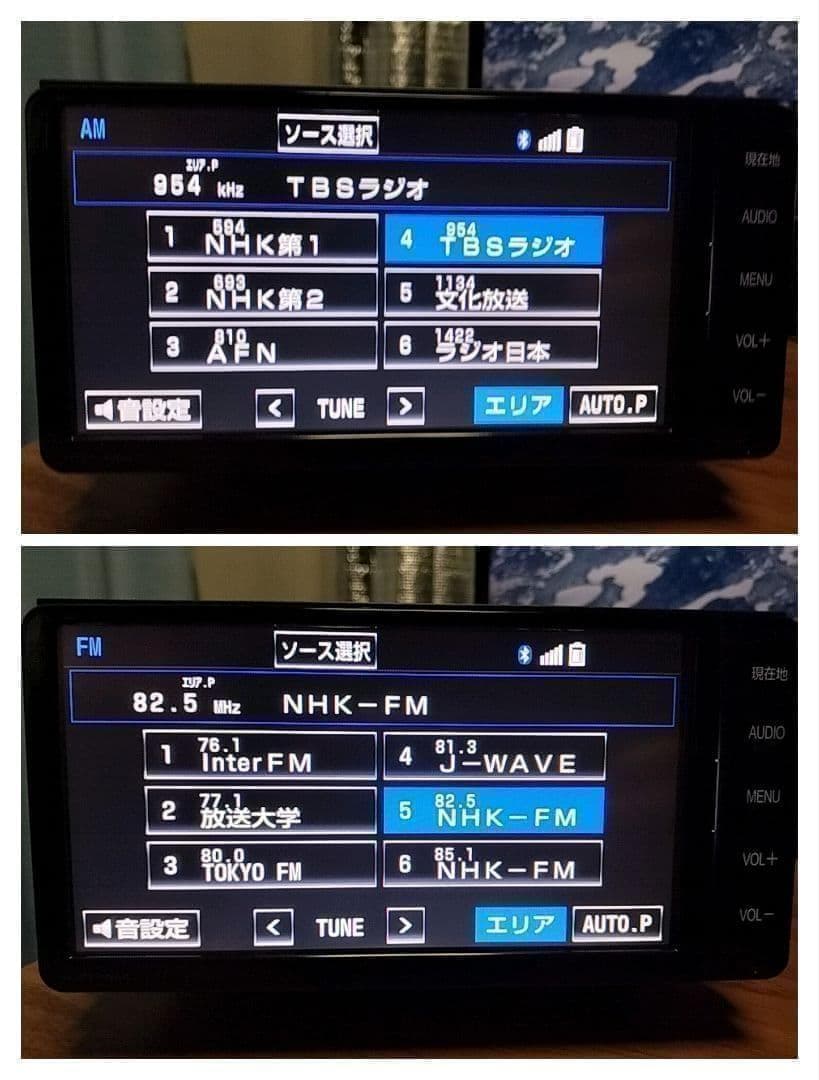 AM
ソース選択
現在地
ｴﾘｱ.P
954 kHz TBSラジオ
AUDIO
1 594 NHK第1
4 954 TBSラジオ
MENU
2 693 NHK第2
5 1134 文化放送
VOL+
3 810 AFN
6 1422 ラジオ日本
VOL-
音設定
< TUNE >
エリア
AUTO.P
FM
ソース選択
現在地
ｴﾘｱ.P
82.5 MHz NHK-FM
AUDIO
1 76.1 InterFM
4 81.3 J-WAVE
MENU
2 77.1 放送大学
5 82.5 NHK-FM
VOL+
3 80.0 TOKYO FM
6 85.1 NHK-FM
VOL-
音設定
< TUNE >
エリア
AUTO.P